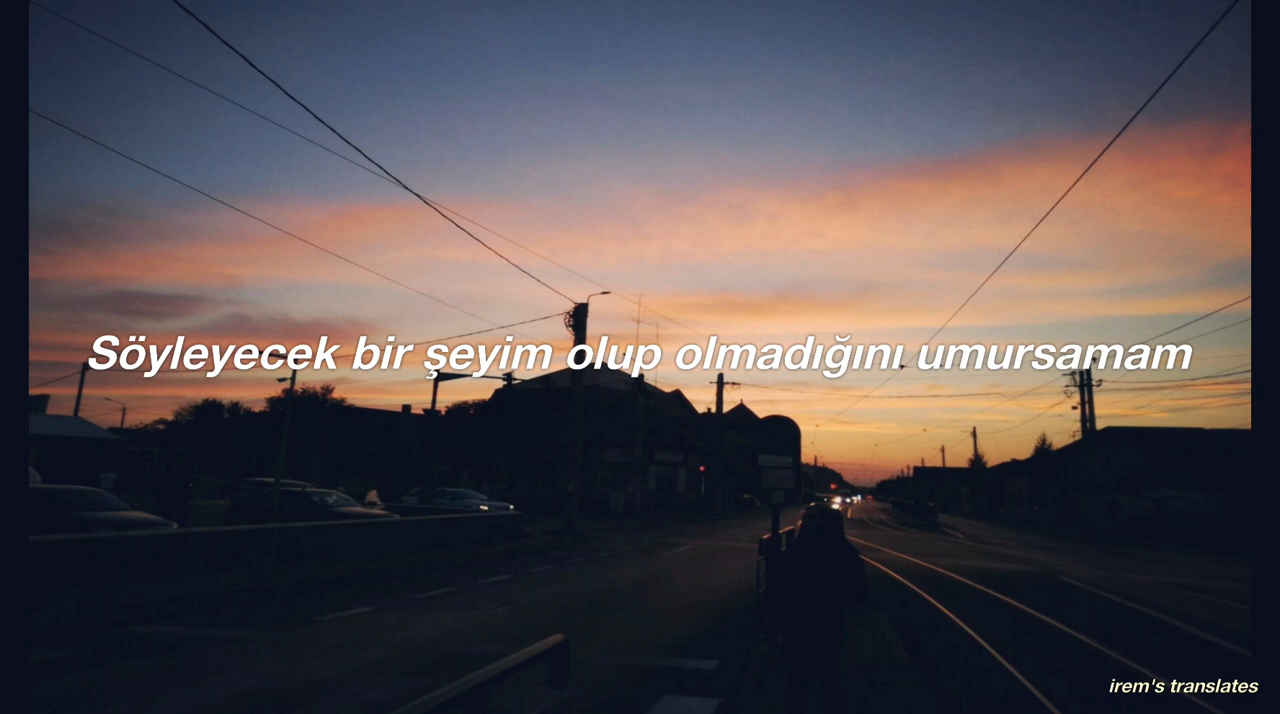 Söyleyecek bir şeyim olup olmadığını umursamam
irem's translates